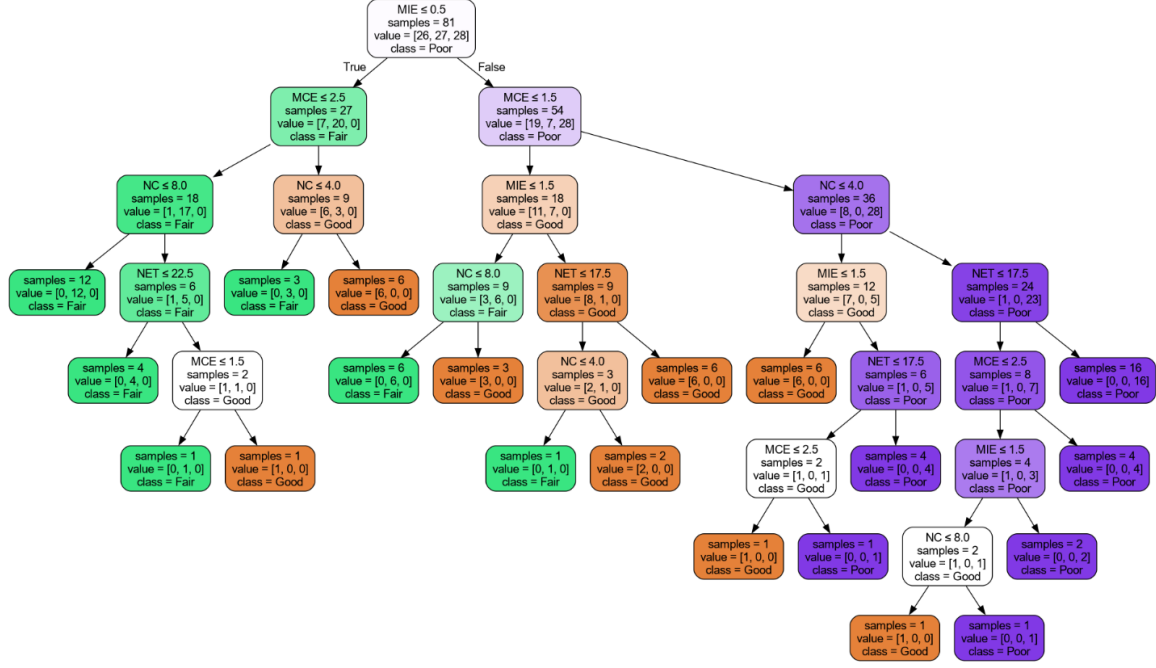 MIE ≤ 0.5
samples = 81
value = [26, 27, 28]
class = Poor
True
False
MCE ≤ 2.5
samples = 27
value = [7, 20, 0]
class = Fair
MCE ≤ 1.5
samples = 54
value = [19, 7, 28]
class = Poor
NC ≤ 8.0
samples = 18
value = [1, 17, 0]
class = Fair
NC ≤ 4.0
samples = 9
value = [6, 3, 0]
class = Good
MIE ≤ 1.5
samples = 18
value = [11, 7, 0]
class = Good
NC ≤ 4.0
samples = 36
value = [8, 0, 28]
class = Poor
samples = 12
value = [0, 12, 0]
class = Fair
NET ≤ 22.5
samples = 6
value = [1, 5, 0]
class = Fair
samples = 3
value = [0, 3, 0]
class = Fair
samples = 6
value = [6, 0, 0]
class = Good
NC ≤ 8.0
samples = 9
value = [3, 6, 0]
class = Fair
NET ≤ 17.5
samples = 9
value = [8, 1, 0]
class = Good
MIE ≤ 1.5
samples = 12
value = [7, 0, 5]
class = Good
NET ≤ 17.5
samples = 24
value = [1, 0, 23]
class = Poor
samples = 4
value = [0, 4, 0]
class = Fair
MCE ≤ 1.5
samples = 2
value = [1, 1, 0]
class = Good
samples = 6
value = [0, 6, 0]
class = Fair
samples = 3
value = [3, 0, 0]
class = Good
NC ≤ 4.0
samples = 3
value = [2, 1, 0]
class = Good
samples = 6
value = [6, 0, 0]
class = Good
samples = 6
value = [6, 0, 0]
class = Good
NET ≤ 17.5
samples = 6
value = [1, 0, 5]
class = Poor
MCE ≤ 2.5
samples = 8
value = [1, 0, 7]
class = Poor
samples = 16
value = [0, 0, 16]
class = Poor
samples = 1
value = [0, 1, 0]
class = Fair
samples = 1
value = [1, 0, 0]
class = Good
samples = 1
value = [0, 1, 0]
class = Fair
samples = 2
value = [2, 0, 0]
class = Good
MCE ≤ 2.5
samples = 2
value = [1, 0, 1]
class = Good
samples = 4
value = [0, 0, 4]
class = Poor
MIE ≤ 1.5
samples = 4
value = [1, 0, 3]
class = Poor
samples = 4
value = [0, 0, 4]
class = Poor
samples = 1
value = [1, 0, 0]
class = Good
samples = 1
value = [0, 0, 1]
class = Poor
NC ≤ 8.0
samples = 2
value = [1, 0, 1]
class = Good
samples = 2
value = [0, 0, 2]
class = Poor
samples = 1
value = [1, 0, 0]
class = Good
samples = 1
value = [0, 0, 1]
class = Poor